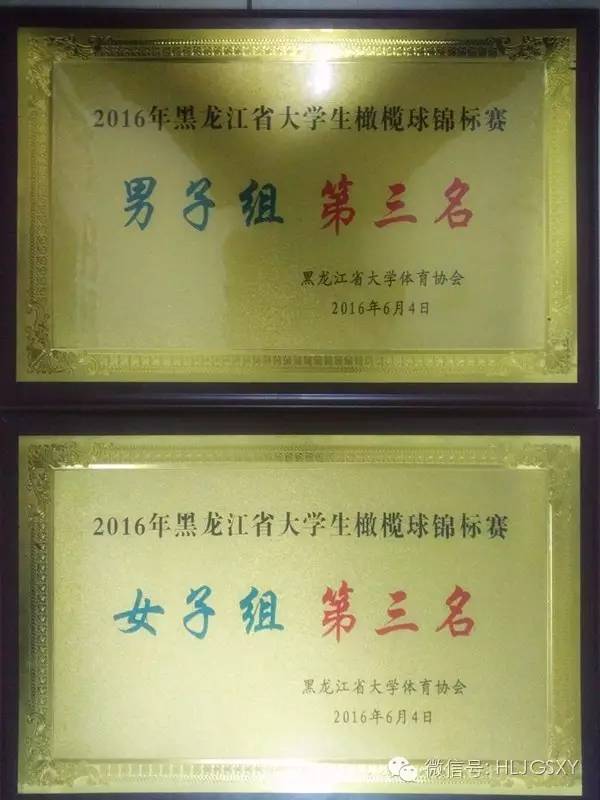 2016年黑龙江省大学生橄榄球锦标赛
男子组 第三名
黑龙江省大学体育协会
2016年6月4日
2016年黑龙江省大学生橄榄球锦标赛
女子组 第三名
黑龙江省大学体育协会
2016年6月4日
微信号: HLJGSXY